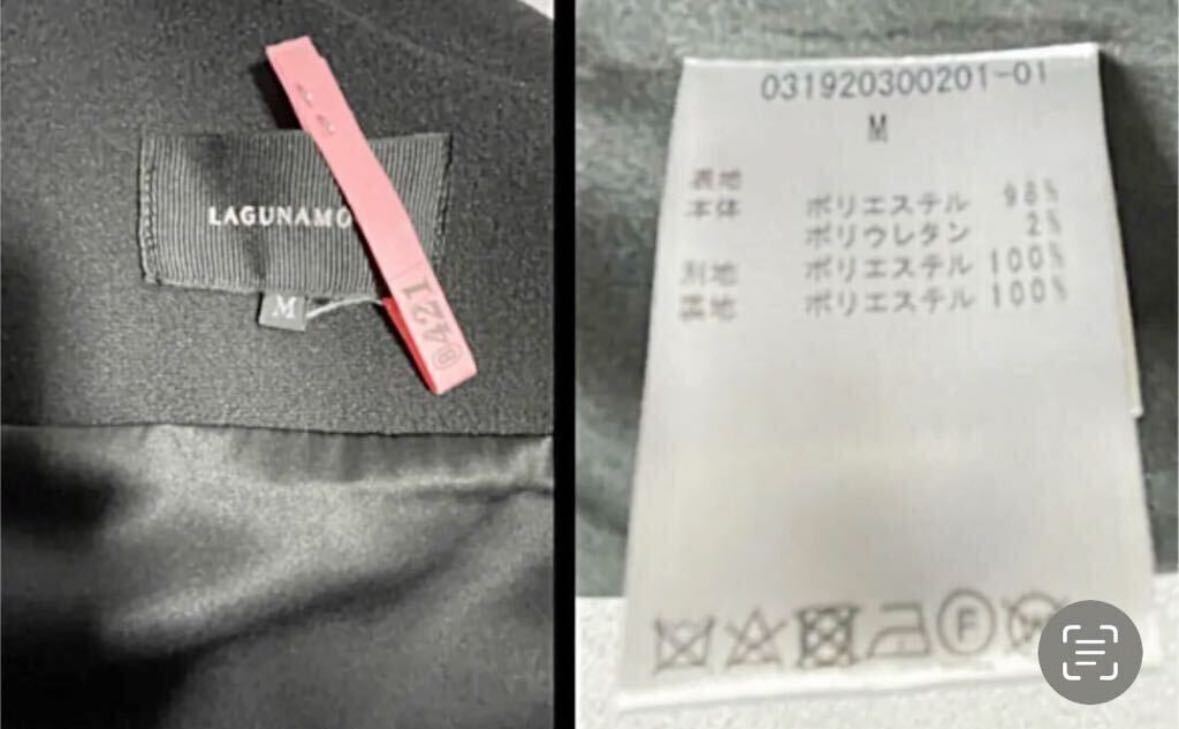 LAGUNAMO
M
8421
031920300201-01
M
表地
本体 ポリエステル 98%
ポリウレタン 2%
別地 ポリエステル 100%
裏地 ポリエステル 100%
F